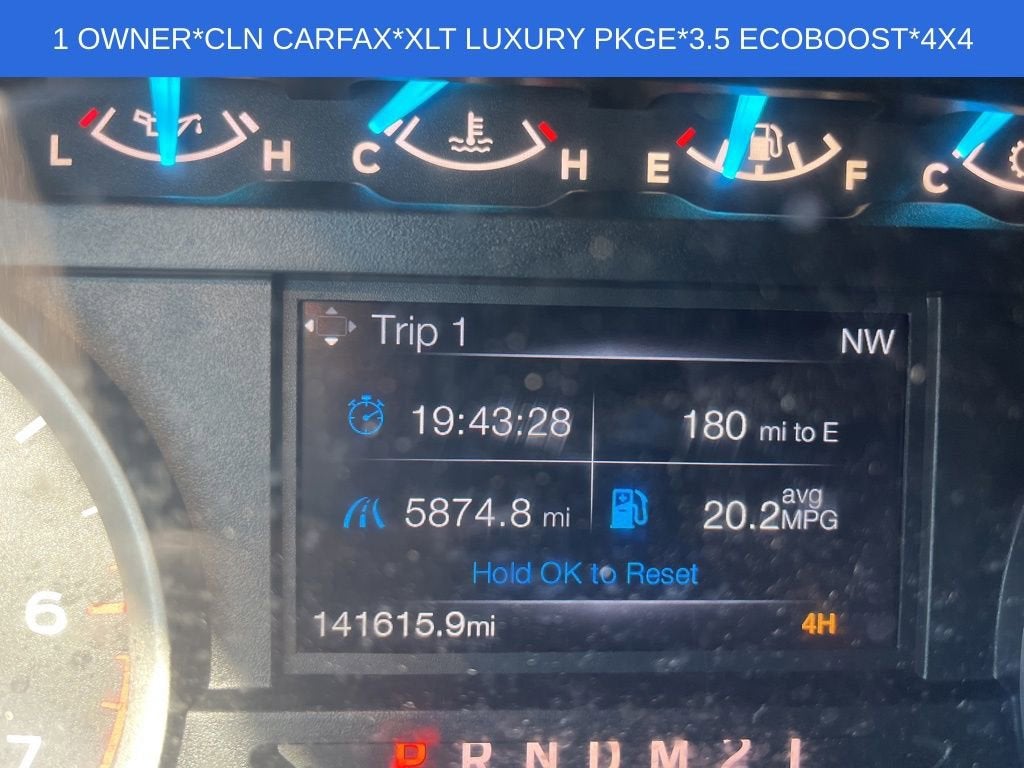 1 OWNER*CLN CARFAX*XLT LUXURY PKGE*3.5 ECOBOOST*4X4
L H C H E F C
Trip 1 NW
19:43:28 180 mi to E
5874.8 mi 20.2 avg MPG
Hold OK to Reset
141615.9mi 4H
6
7
P R N D M 2 1